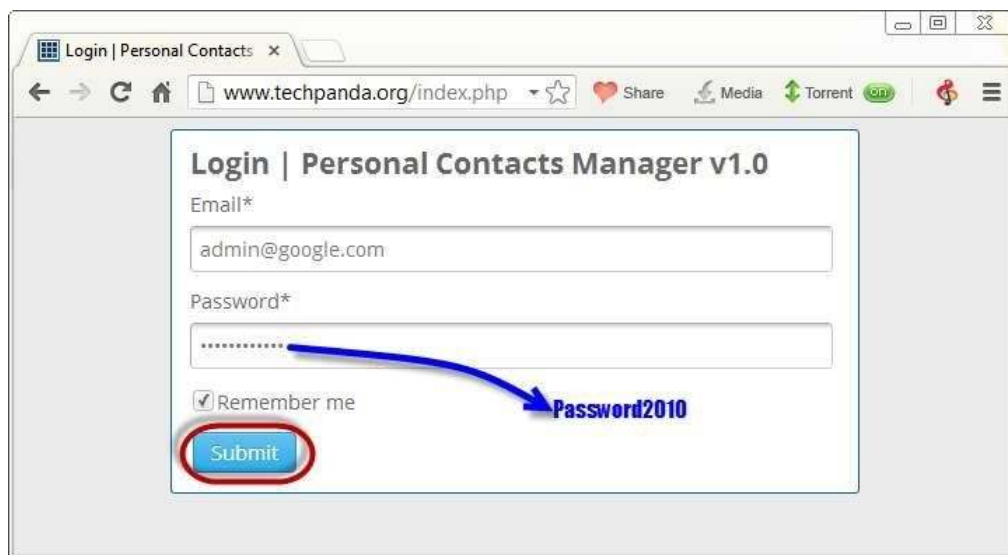 Login | Personal Contacts
www.techpanda.org/index.php
Share
Media
Torrent
on
Login | Personal Contacts Manager v1.0
Email*
admin@google.com
Password*
••••••••••••
Remember me
Password2010
Submit